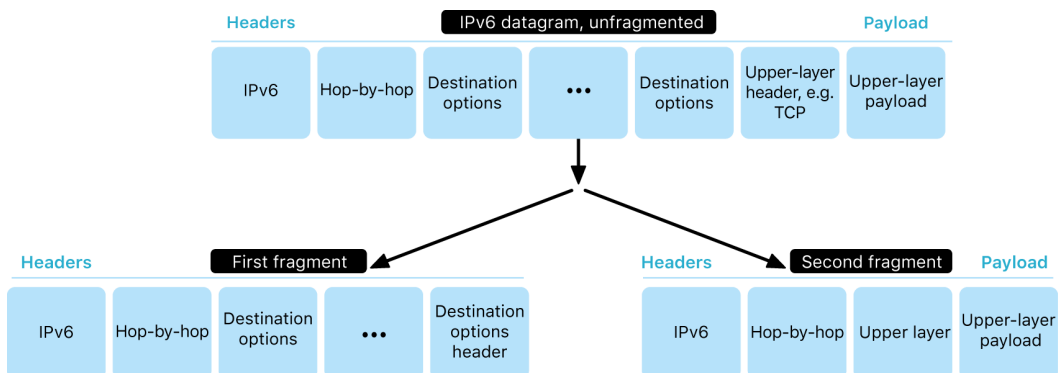 Headers
IPv6 datagram, unfragmented
Payload
IPv6
Hop-by-hop
Destination
options
...
Destination
options
Upper-layer
header, e.g.
TCP
Upper-layer
payload
Headers
First fragment
IPv6
Hop-by-hop
Destination
options
...
Destination
options
header
Headers
Second fragment
Payload
IPv6
Hop-by-hop
Upper layer
Upper-layer
payload